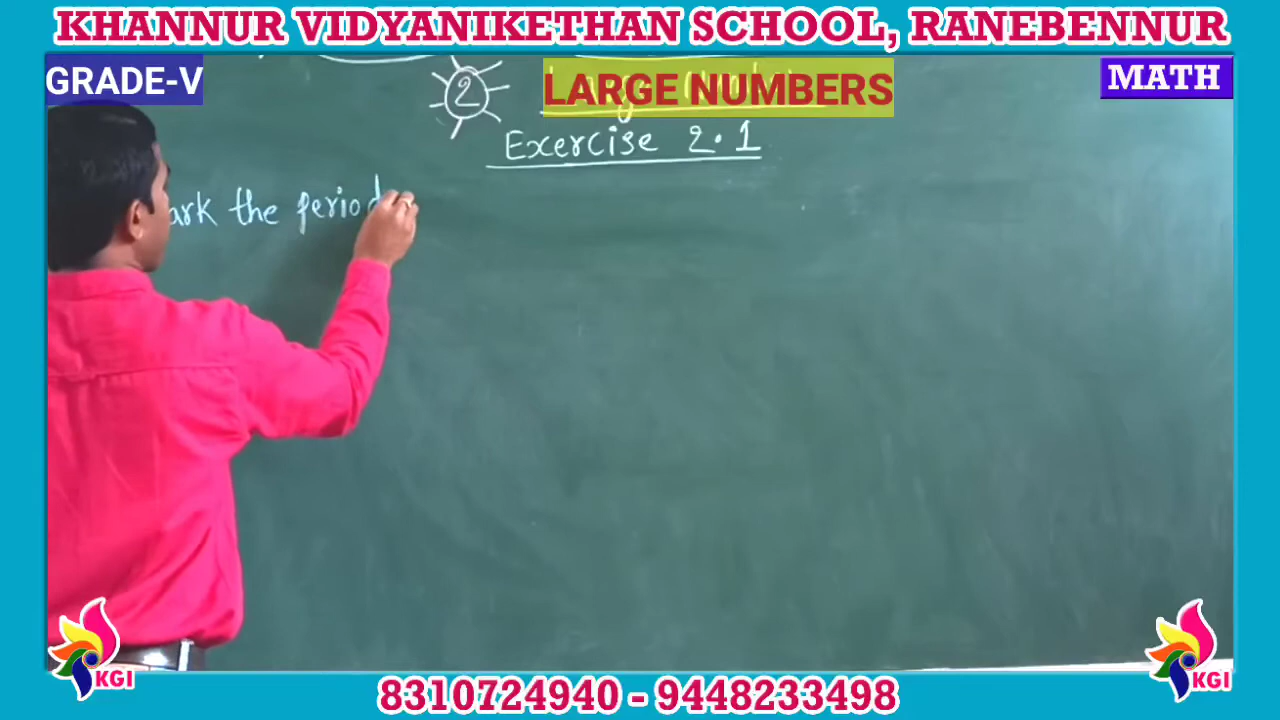 KHANNUR VIDYANIKETHAN SCHOOL, RANEBENNUR
GRADE-V
LARGE NUMBERS
MATH
2
Exercise 2.1
ark the period
KGI
KGI
8310724940 - 9448233498